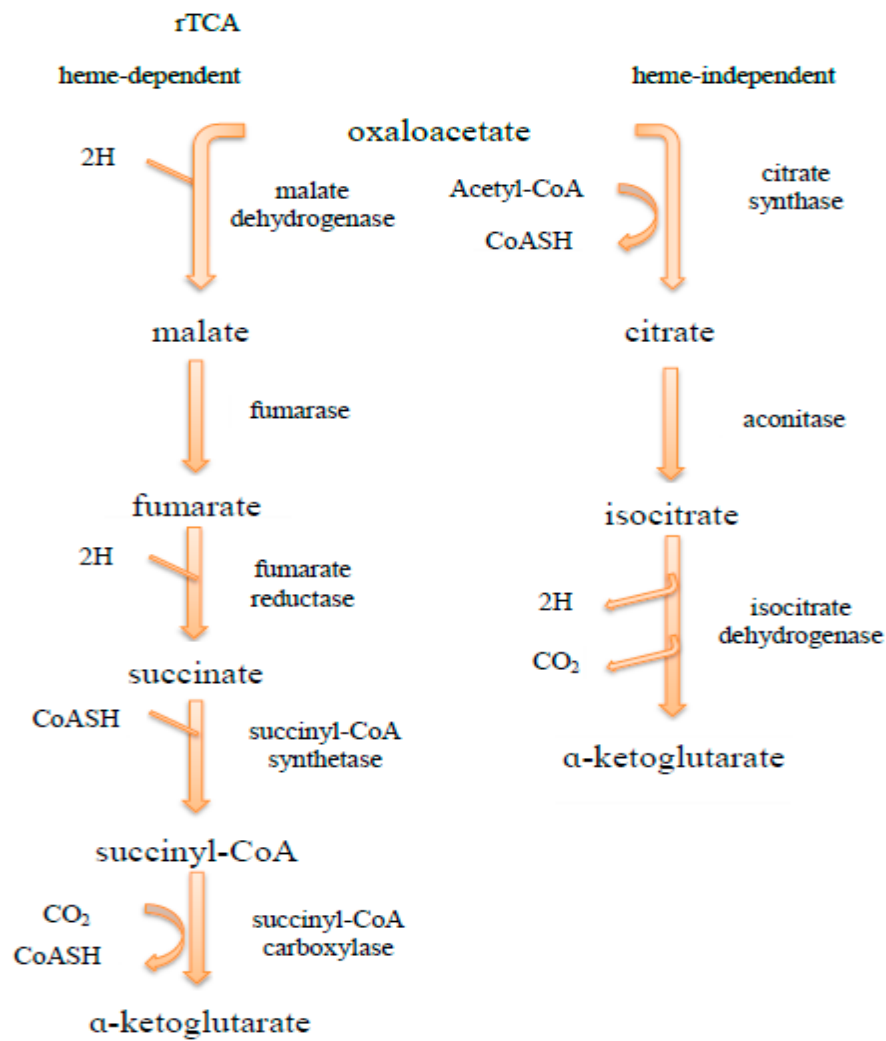 rTCA
heme-dependent
heme-independent
oxaloacetate
2H
malate
dehydrogenase
Acetyl-CoA
CoASH
citrate
synthase
malate
citrate
fumarase
aconitase
fumarate
isocitrate
2H
fumarate
reductase
2H
CO₂
isocitrate
dehydrogenase
succinate
CoASH
succinyl-CoA
synthetase
α-ketoglutarate
succinyl-CoA
CO₂
CoASH
succinyl-CoA
carboxylase
α-ketoglutarate